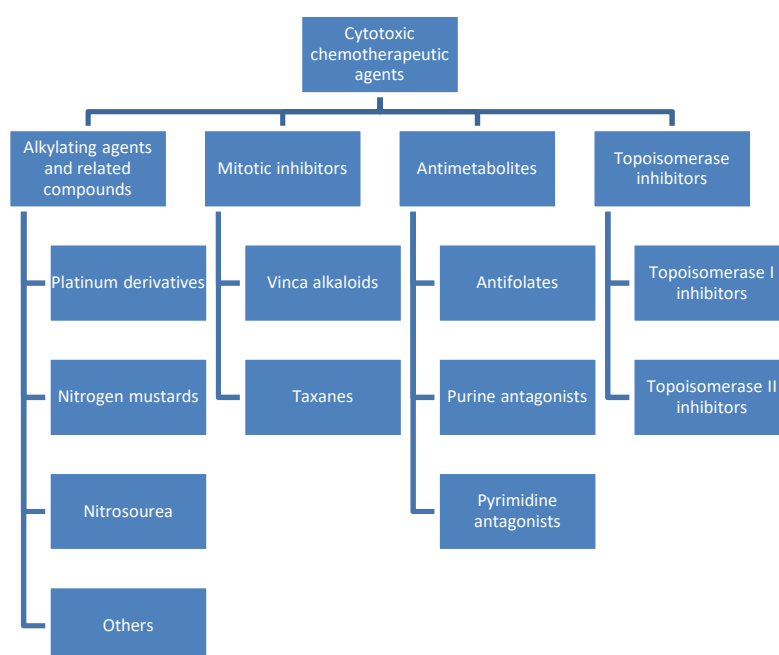 Cytotoxic
chemotherapeutic
agents
Alkylating agents
and related
compounds
Mitotic inhibitors
Antimetabolites
Topoisomerase
inhibitors
Platinum derivatives
Vinca alkaloids
Antifolates
Topoisomerase I
inhibitors
Nitrogen mustards
Taxanes
Purine antagonists
Topoisomerase II
inhibitors
Nitrosourea
Pyrimidine
antagonists
Others